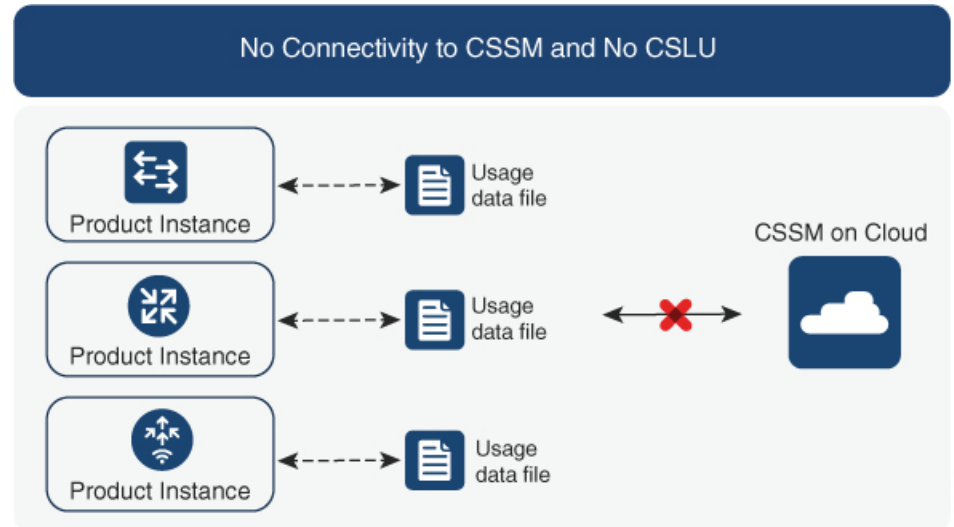 No Connectivity to CSSM and No CSLU
Product Instance
Usage
data file
Product Instance
Usage
data file
Product Instance
Usage
data file
CSSM on Cloud